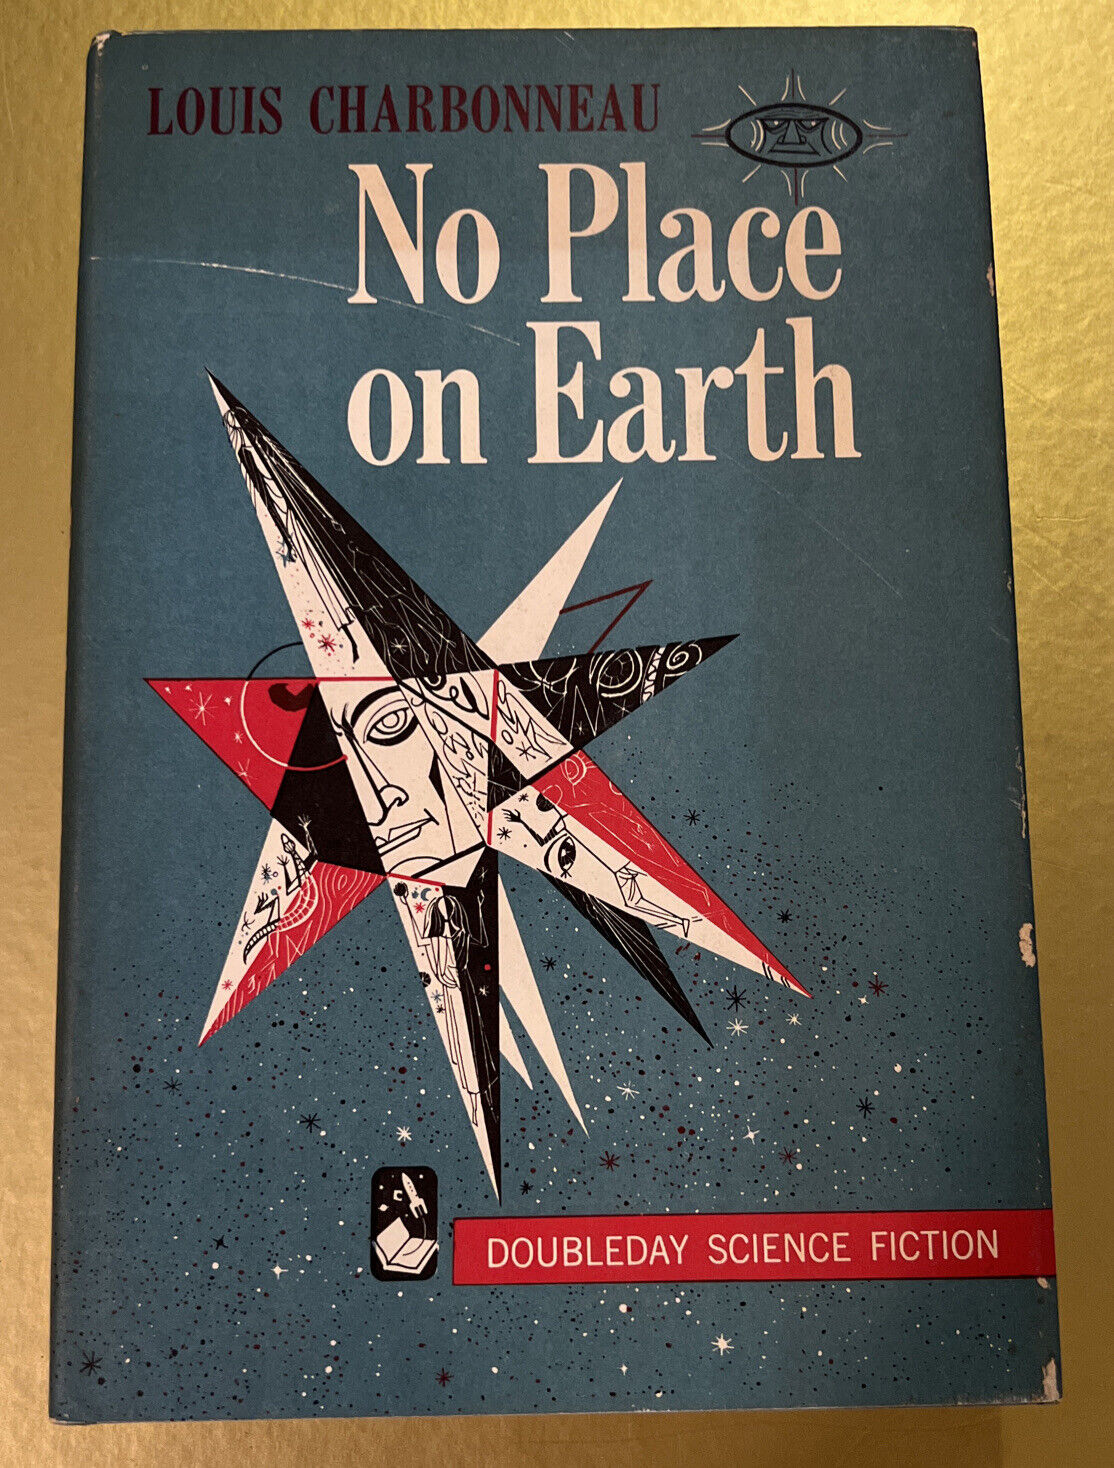 LOUIS CHARBONNEAU
No Place
on Earth
DOUBLEDAY SCIENCE FICTION